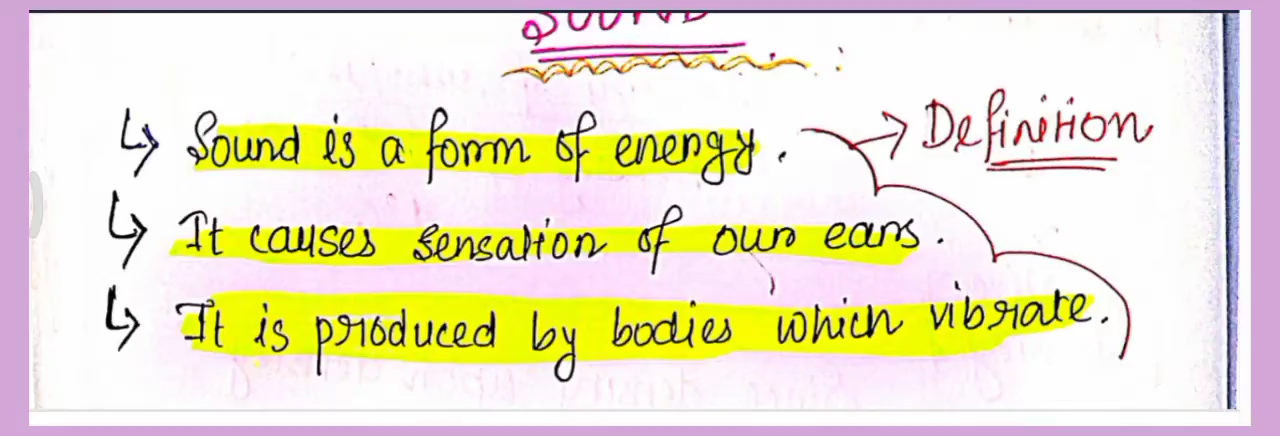 SOUND
↳ Sound is a form of energy. → Definition
↳ It causes sensation of our ears.
↳ It is produced by bodies which vibrate.